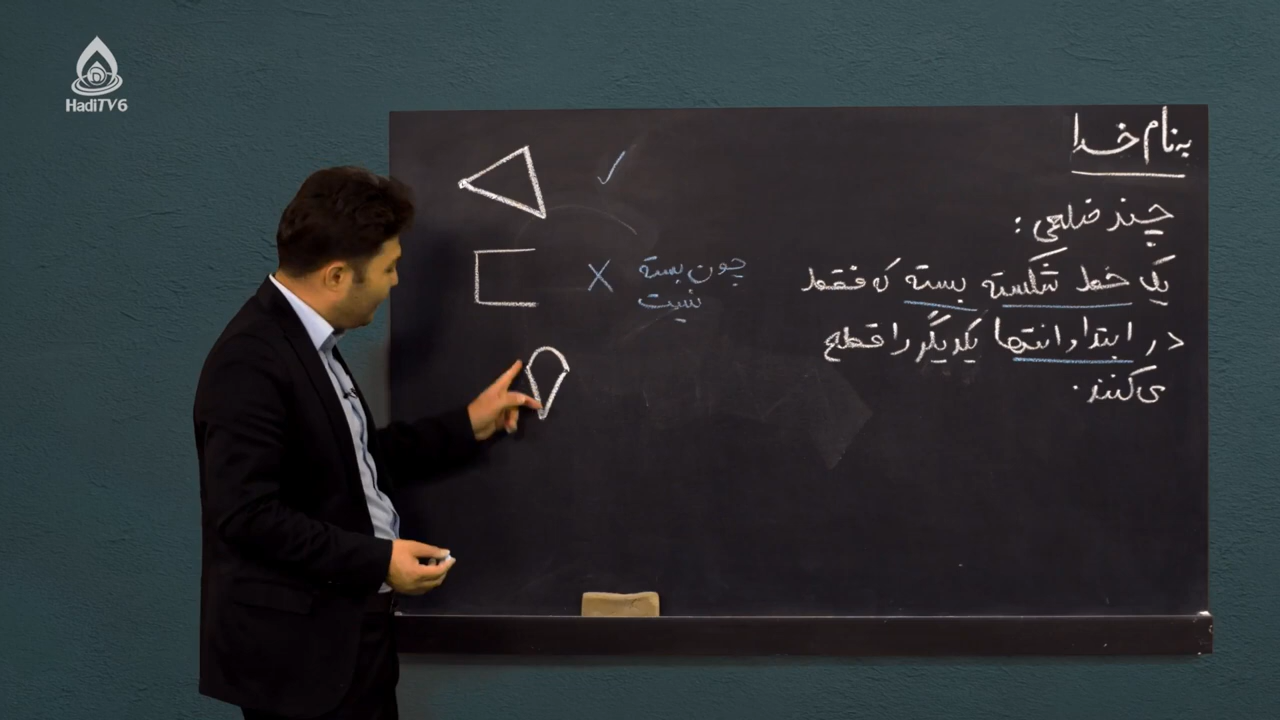 HadiTV6
به نام خدا
چند ضلعی :
یک خط شکسته بسته که فقط
در ابتدا و انتها یکدیگر را قطع
می‌کنند.
چون بسته
نیست